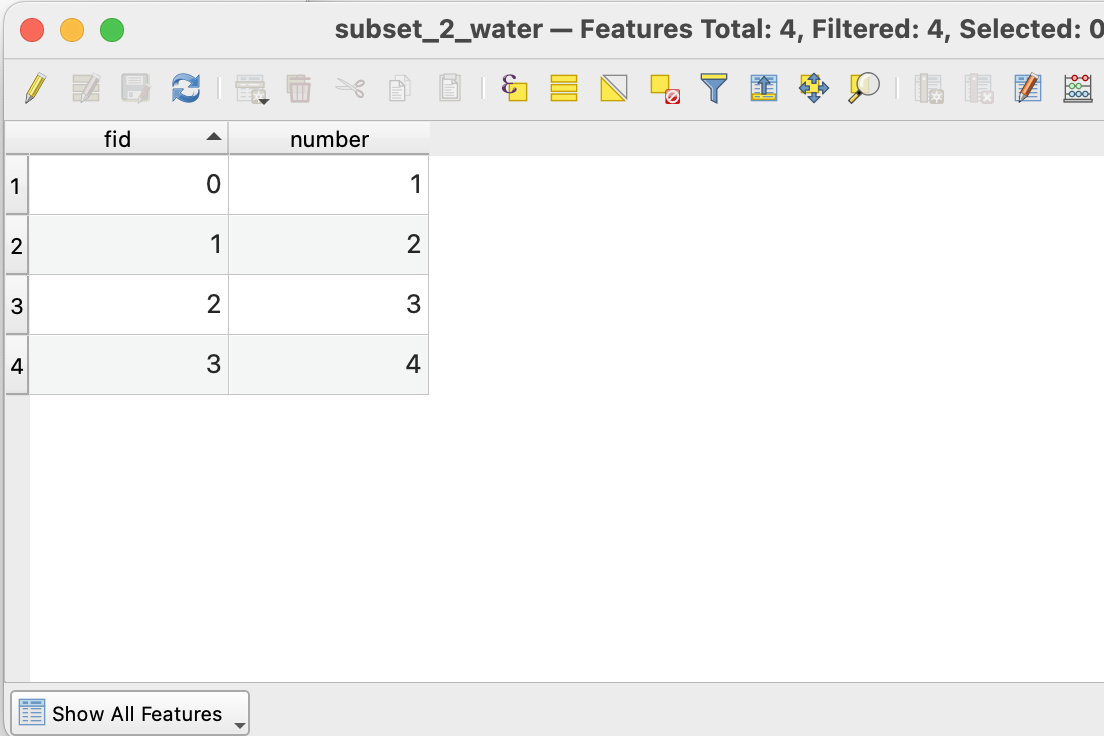 subset_2_water — Features Total: 4, Filtered: 4, Selected: 0
fid number
1 0 1
2 1 2
3 2 3
4 3 4
Show All Features